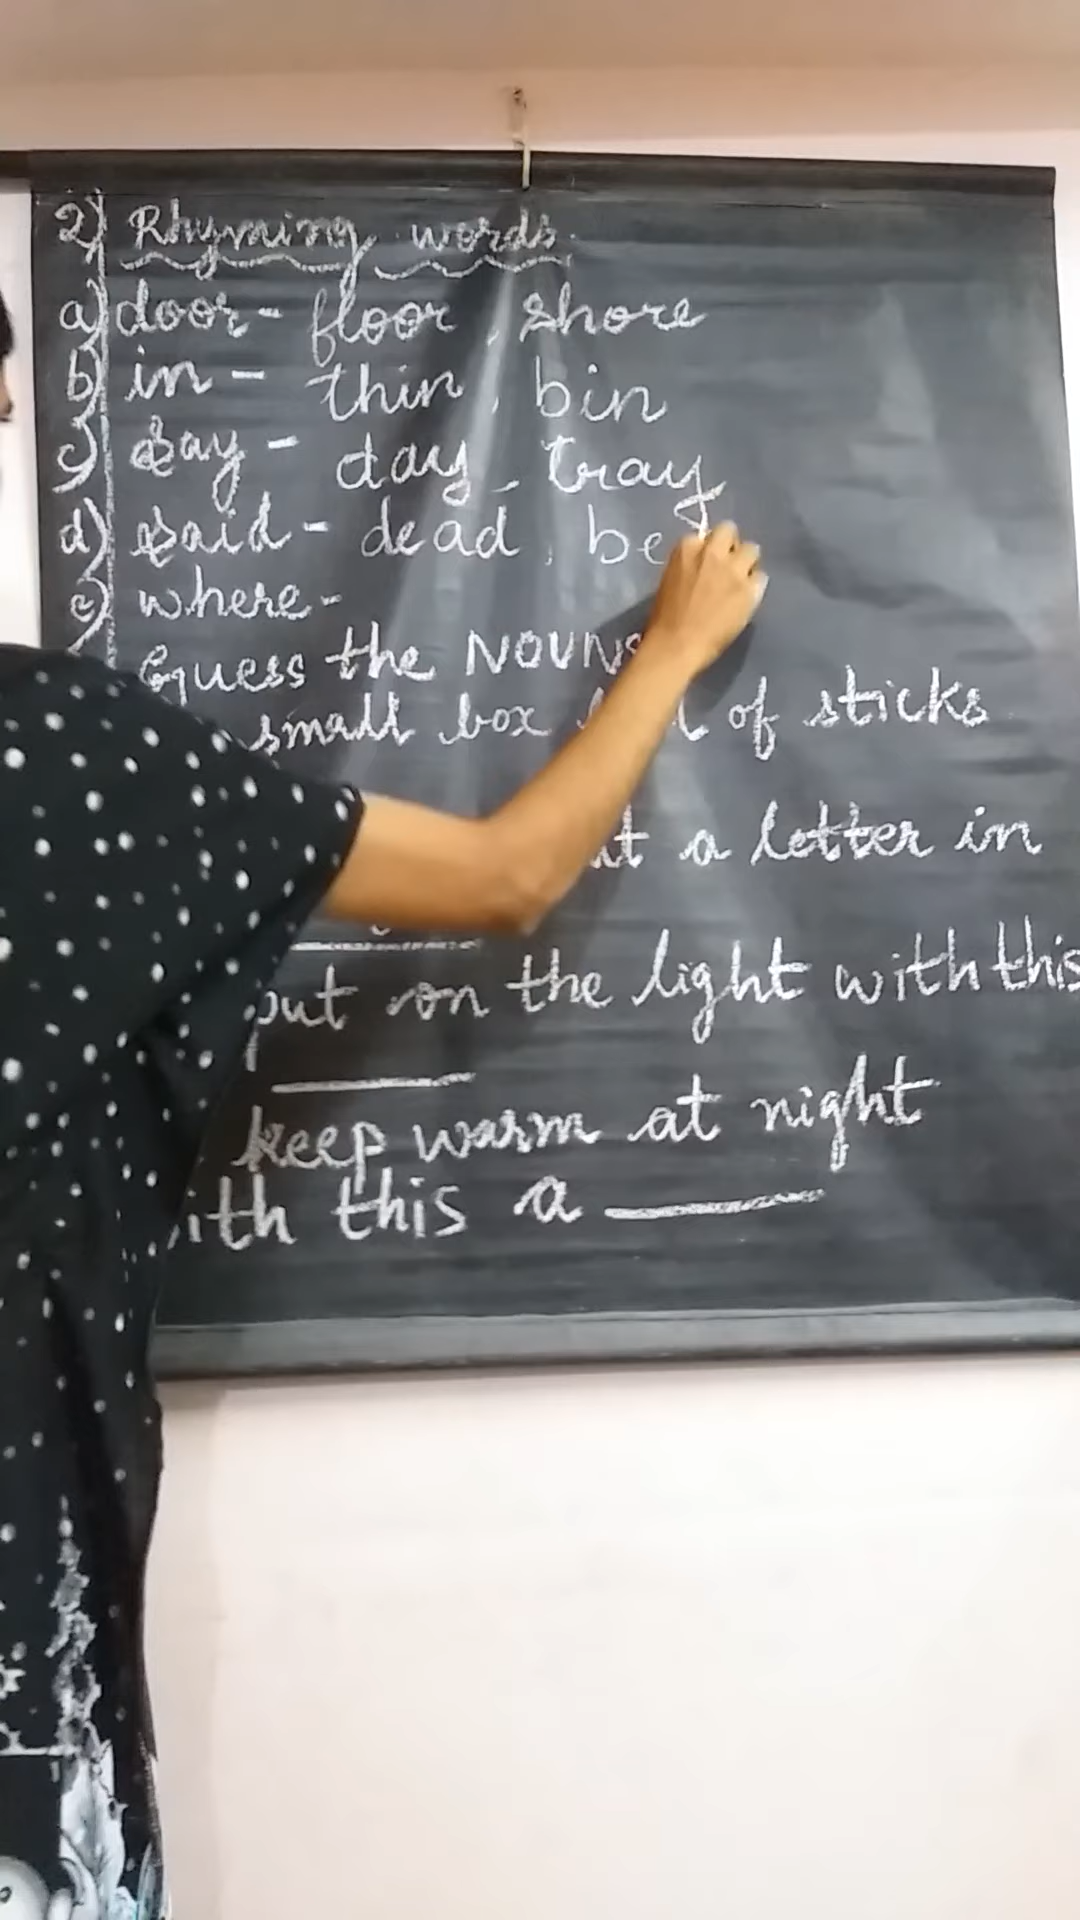 2) Rhyming words.
a) door - floor, shore
b) in - thin, bin
c) say - day, tray
d) said - dead, be
e) where -
Guess the NOUNS
small box of sticks
a letter in
put on the light with this
keep warm at night
with this a